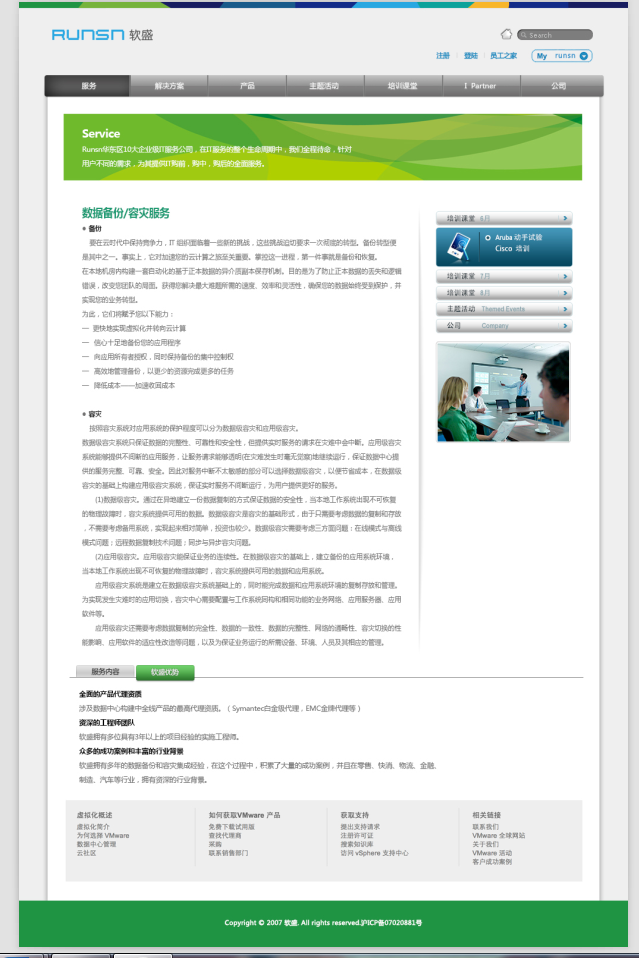 RUNSN 软盛
Search
注册 登陆 员工之家 My runsn
服务 解决方案 产品 主题活动 培训课堂 I Partner 公司
Service
Runsn华东区10大企业级IT服务公司，在IT服务的整个生命周期中，我们全程待命，针对
用户不同的需求，为其提供IT购前，购中，购后的全面服务。
数据备份/容灾服务
• 备份
要在云时代中保持竞争力，IT 组织面临着一些新的挑战，这些挑战迫切要求一次彻底的转型。备份转型便
是其中之一。事实上，它对加速您的云计算之旅至关重要。掌控这一进程，第一件事就是备份和恢复。
在本地机房内构建一套自动化的基于正本数据的异介质副本保存机制。目的是为了防止正本数据的丢失和逻辑
错误，改变您团队的局面。获得您解决最大难题所需的速度、效率和灵活性，确保您的数据始终受到保护，并
实现您的业务转型。
为此，它们将赋予您以下能力：
— 更快地实现虚拟化并转向云计算
— 信心十足地备份您的应用程序
— 向应用所有者授权，同时保持备份的集中控制权
— 高效地管理备份，以更少的资源完成更多的任务
— 降低成本——加速收回成本
• 容灾
按照容灾系统对应用系统的保护程度可以分为数据级容灾和应用级容灾。
数据级容灾系统只保证数据的完整性、可靠性和安全性，但提供实时服务的请求在灾难中会中断。应用级容灾
系统能够提供不间断的应用服务，让服务请求能够透明(在灾难发生时毫无觉察)地继续运行，保证数据中心提
供的服务完整、可靠、安全。因此对服务中断不太敏感的部分可以选择数据级容灾，以便节省成本，在数据级
容灾的基础上构建应用级容灾系统，保证实时服务不间断运行，为用户提供更好的服务。
(1)数据级容灾。通过在异地建立一份数据复制的方式保证数据的安全性，当本地工作系统出现不可恢复
的物理故障时，容灾系统提供可用的数据。数据级容灾是容灾的基础形式，由于只需要考虑数据的复制和存放
，不需要考虑备用系统，实现起来相对简单，投资也较少。数据级容灾需要考虑三方面问题：在线模式与离线
模式问题；远程数据复制技术问题；同步与异步容灾问题。
(2)应用级容灾。应用级容灾能保证业务的连续性。在数据级容灾的基础上，建立备份的应用系统环境，
当本地工作系统出现不可恢复的物理故障时，容灾系统提供可用的数据和应用系统。
应用级容灾系统是建立在数据级容灾系统基础上的，同时能完成数据和应用系统环境的复制存放和管理。
为实现发生灾难时的应用切换，容灾中心需要配置与工作系统同构和相同功能的业务网络、应用服务器、应用
软件等。
应用级容灾还需要考虑数据复制的完全性、数据的一致性、数据的完整性、网络的通畅性、容灾切换的性
能影响、应用软件的适应性改造等问题，以及为保证业务运行的所需设备、环境、人员及其相应的管理。
培训课堂 6月
Aruba 动手试验
Cisco 培训
培训课堂 7月
培训课堂 8月
主题活动 Themed Events
公司 Company
服务内容 软盛优势
全面的产品代理资质
涉及数据中心构建中全线产品的最高代理资质。（ Symantec白金级代理，EMC金牌代理等 ）
资深的工程师团队
软盛拥有多位具有3年以上的项目经验的实施工程师。
众多的成功案例和丰富的行业背景
软盛拥有多年的数据备份和容灾集成经验，在这个过程中，积累了大量的成功案例，并且在零售、快消、物流、金融、
制造、汽车等行业，拥有资深的行业背景。
虚拟化概述
虚拟化简介
为何选择 VMware
数据中心管理
云社区
如何获取VMware 产品
免费下载试用版
查找代理商
采购
联系销售部门
获取支持
提出支持请求
注册许可证
搜索知识库
访问 vSphere 支持中心
相关链接
联系我们
VMware 全球网站
关于我们
VMware 活动
客户成功案例
Copyright © 2007 软盛. All rights reserved.沪ICP备07020881号